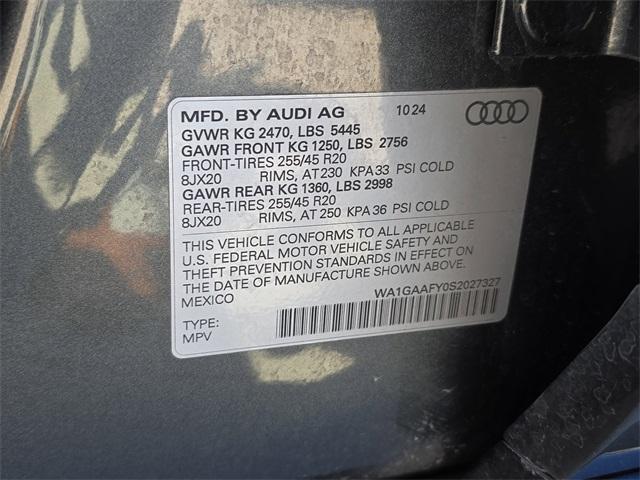 MFD. BY AUDI AG 10 24
GVWR KG 2470, LBS 5445
GAWR FRONT KG 1250, LBS 2756
FRONT-TIRES 255/45 R20
8JX20 RIMS, AT 230 KPA 33 PSI COLD
GAWR REAR KG 1360, LBS 2998
REAR-TIRES 255/45 R20
8JX20 RIMS, AT 250 KPA 36 PSI COLD
THIS VEHICLE CONFORMS TO ALL APPLICABLE
U.S. FEDERAL MOTOR VEHICLE SAFETY AND
THEFT PREVENTION STANDARDS IN EFFECT ON
THE DATE OF MANUFACTURE SHOWN ABOVE.
MEXICO
WA1GAAFY0S2027327
TYPE:
MPV